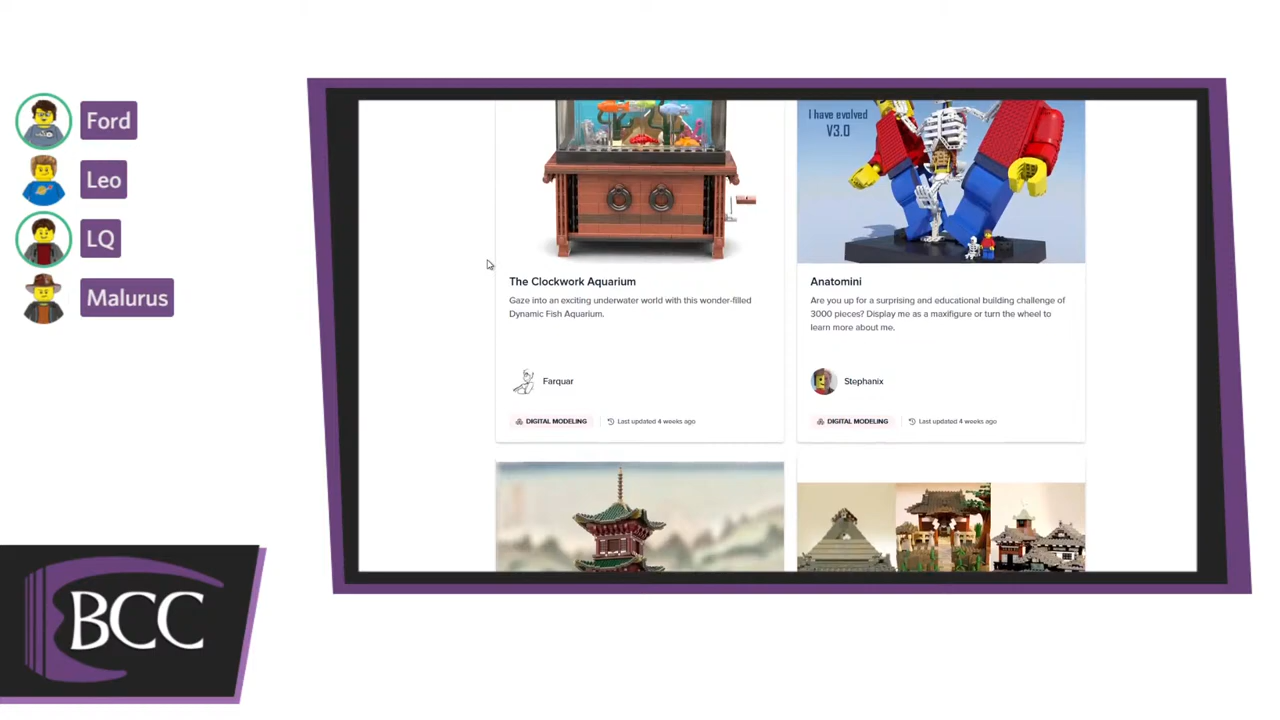 Ford
Leo
LQ
Malurus
I have evolved
V3.0
The Clockwork Aquarium
Gaze into an exciting underwater world with this wonder-filled
Dynamic Fish Aquarium.
Farquar
DIGITAL MODELING
Last updated 4 weeks ago
Anatomini
Are you up for a surprising and educational building challenge of
3000 pieces? Display me as a maxifigure or turn the wheel to
learn more about me.
Stephanix
DIGITAL MODELING
Last updated 4 weeks ago
BCC